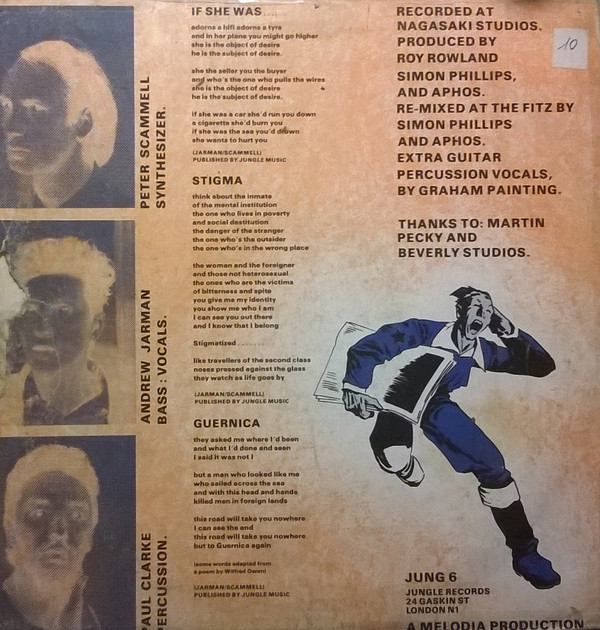 PETER SCAMMELL
SYNTHESIZER.
ANDREW JARMAN
BASS: VOCALS.
PAUL CLARKE
PERCUSSION.
IF SHE WAS ....
adorns a hifi adorns a tyre
and in her plane you might go higher
she is the object of desire
he is the subject of desire.
she the seller you the buyer
and who's the one who pulls the wires
she is the object of desire
he is the subject of desire.
if she was a car she'd run you down
a cigarette she'd burn you
if she was the sea you'd drown
she wants to hurt you
(JARMAN/SCAMMELL)
PUBLISHED BY JUNGLE MUSIC
STIGMA
think about the inmate
of the mental institution
the one who lives in poverty
and social destitution
the danger of the stranger
the one who's the outsider
the one who's in the wrong place
the woman and the foreigner
and those not heterosexual
the ones who are the victims
of bitterness and spite
you give me my identity
you show me who I am
I can see you out there
and I know that I belong
Stigmatized .......
like travellers of the second class
noses pressed against the glass
they watch as life goes by
(JARMAN/SCAMMELL)
PUBLISHED BY JUNGLE MUSIC
GUERNICA
they asked me where I'd been
and what I'd done and seen
I said it was not I
but a man who looked like me
who sailed across the sea
and with this head and hands
killed men in foreign lands
this road will take you nowhere
I can see the end
this road will take you nowhere
but to Guernica again
(some words adapted from
a poem by Wilfred Owen)
(JARMAN/SCAMMELL)
PUBLISHED BY JUNGLE MUSIC
RECORDED AT
NAGASAKI STUDIOS.
PRODUCED BY
ROY ROWLAND
SIMON PHILLIPS,
AND APHOS.
RE-MIXED AT THE FITZ BY
SIMON PHILLIPS
AND APHOS.
EXTRA GUITAR
PERCUSSION VOCALS,
BY GRAHAM PAINTING.
THANKS TO: MARTIN
PECKY AND
BEVERLY STUDIOS.
10
JUNG 6
JUNGLE RECORDS
24 GASKIN ST
LONDON N1
A MELODIA PRODUCTION